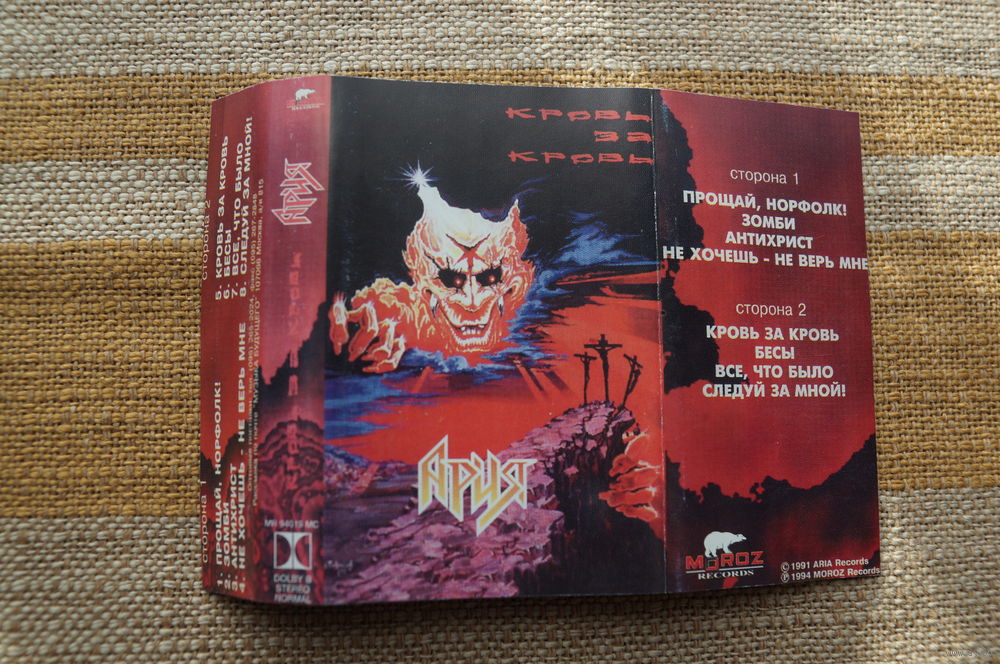 сторона 1
1. ПРОЩАЙ, НОРФОЛК!
2. ЗОМБИ
3. АНТИХРИСТ
4. НЕ ХОЧЕШЬ - НЕ ВЕРЬ МНЕ
сторона 2
5. КРОВЬ ЗА КРОВЬ
6. БЕСЫ
7. ВСЕ, ЧТО БЫЛО
8. СЛЕДУЙ ЗА МНОЙ!
RECORDS
Ария
MR 94019 MC
DOLBY B
STEREO
NORMAL
КРОВЬ
ЗА
КРОВЬ
Ария
сторона 1
ПРОЩАЙ, НОРФОЛК!
ЗОМБИ
АНТИХРИСТ
НЕ ХОЧЕШЬ - НЕ ВЕРЬ МНЕ
сторона 2
КРОВЬ ЗА КРОВЬ
БЕСЫ
ВСЕ, ЧТО БЫЛО
СЛЕДУЙ ЗА МНОЙ!
MOROZ
RECORDS
© 1991 ARIA Records
℗ 1994 MOROZ Records